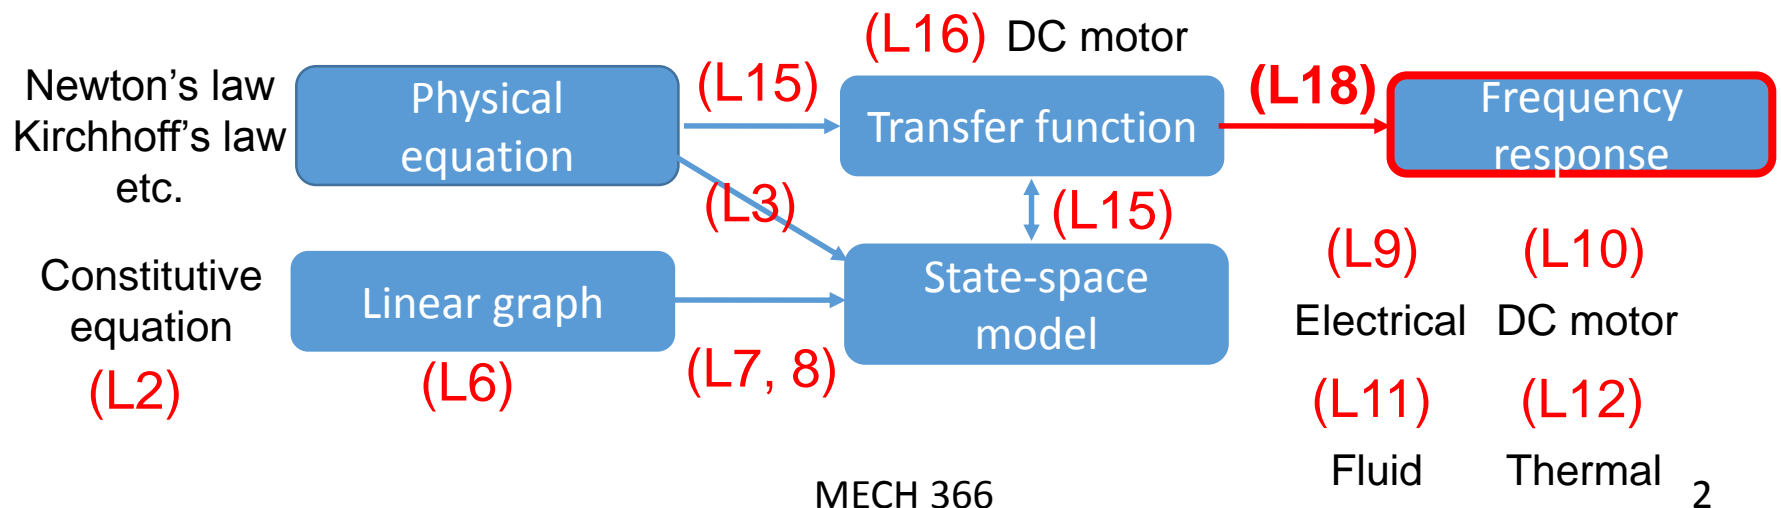 (L16) DC motor
Newton’s law
Kirchhoff’s law
etc.
Physical
equation
(L15)
Transfer function
(L18)
Frequency
response
(L3)
(L15)
Constitutive
equation
(L2)
Linear graph
(L6)
(L7, 8)
State-space
model
(L9)
Electrical
(L10)
DC motor
(L11)
Fluid
(L12)
Thermal
MECH 366
2